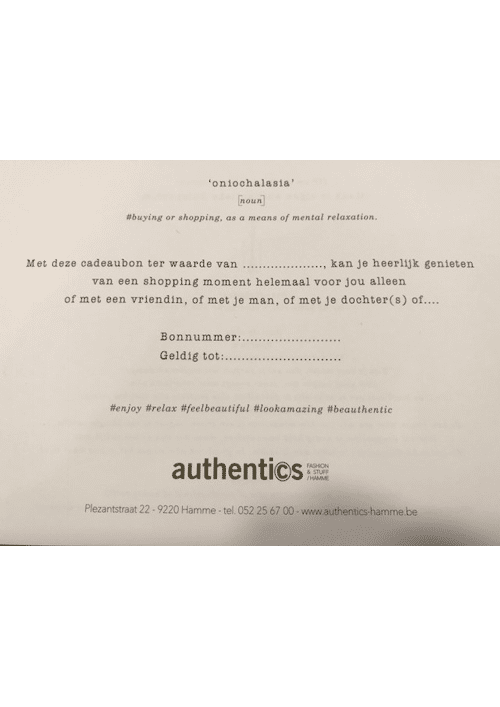 'oniochalasia'
[noun]
#buying or shopping, as a means of mental relaxation.
Met deze cadeaubon ter waarde van ...................., kan je heerlijk genieten
van een shopping moment helemaal voor jou alleen
of met een vriendin, of met je man, of met je dochter(s) of....
Bonnummer:.........................
Geldig tot:.............................
#enjoy #relax #feelbeautiful #lookamazing #beauthentic
authentics FASHION
& STUFF
/'HAMME
Plezantstraat 22 - 9220 Hamme - tel. 052 25 67 00 - www.authentics-hamme.be